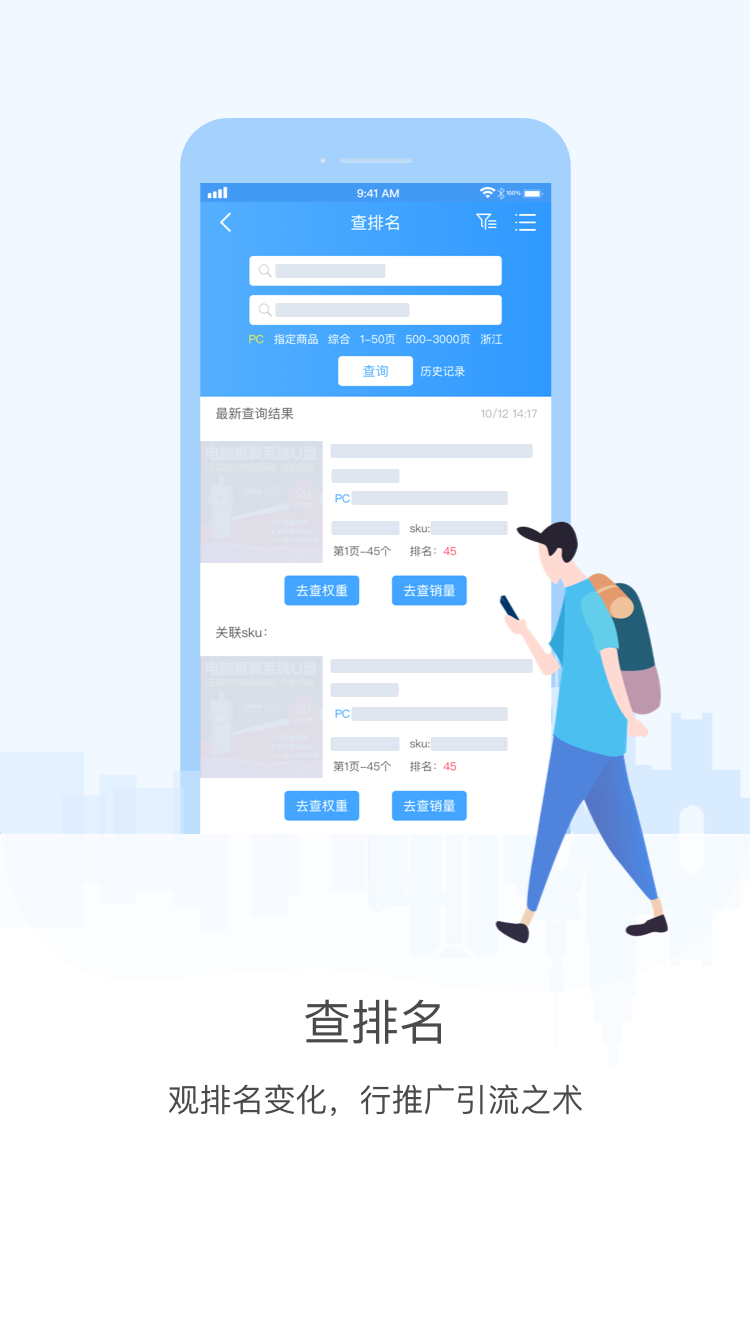 9:41 AM 100%
查排名
PC 指定商品 综合 1-50页 500-3000页 浙江
查询 历史记录
最新查询结果 10/12 14:17
电脑重装系统U盘
PC
sku:
第1页-45个 排名：45
去查权重 去查销量
关联sku：
电脑重装系统U盘
PC
sku:
第1页-45个 排名：45
去查权重 去查销量
查排名
观排名变化，行推广引流之术